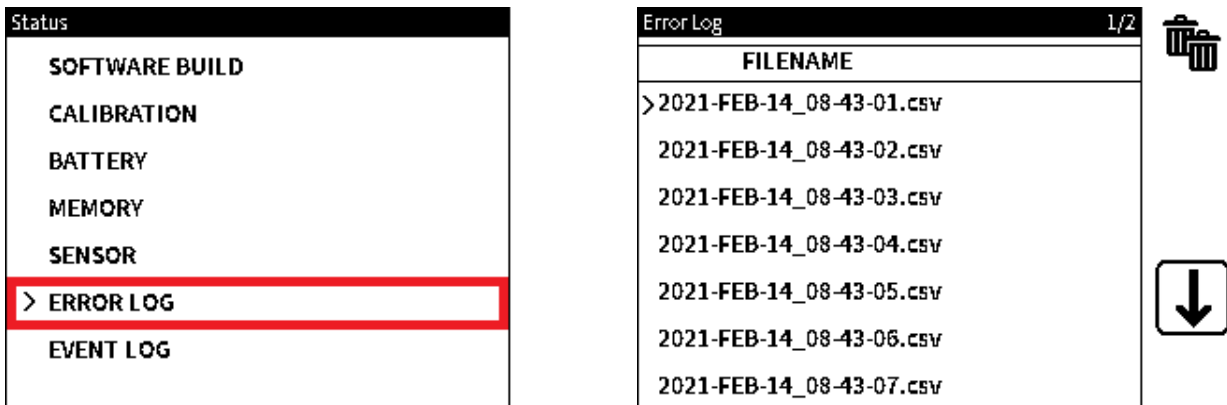 Status
SOFTWARE BUILD
CALIBRATION
BATTERY
MEMORY
SENSOR
> ERROR LOG
EVENT LOG
Error Log 1/2
FILENAME
>2021-FEB-14_08-43-01.csv
2021-FEB-14_08-43-02.csv
2021-FEB-14_08-43-03.csv
2021-FEB-14_08-43-04.csv
2021-FEB-14_08-43-05.csv
2021-FEB-14_08-43-06.csv
2021-FEB-14_08-43-07.csv